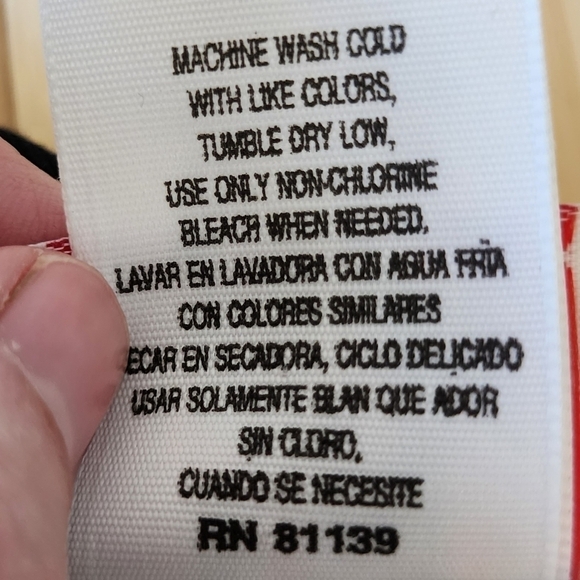 MACHINE WASH COLD
WITH LIKE COLORS,
TUMBLE DRY LOW,
USE ONLY NON-CHLORINE
BLEACH WHEN NEEDED.
LAVAR EN LAVADORA CON AGUA FRIA
CON COLORES SIMILARES
ECAR EN SECADORA, CICLO DELICADO
USAR SOLAMENTE BLAN QUE ADOR
SIN CLORO,
CUANDO SE NECESITE
RN 81139